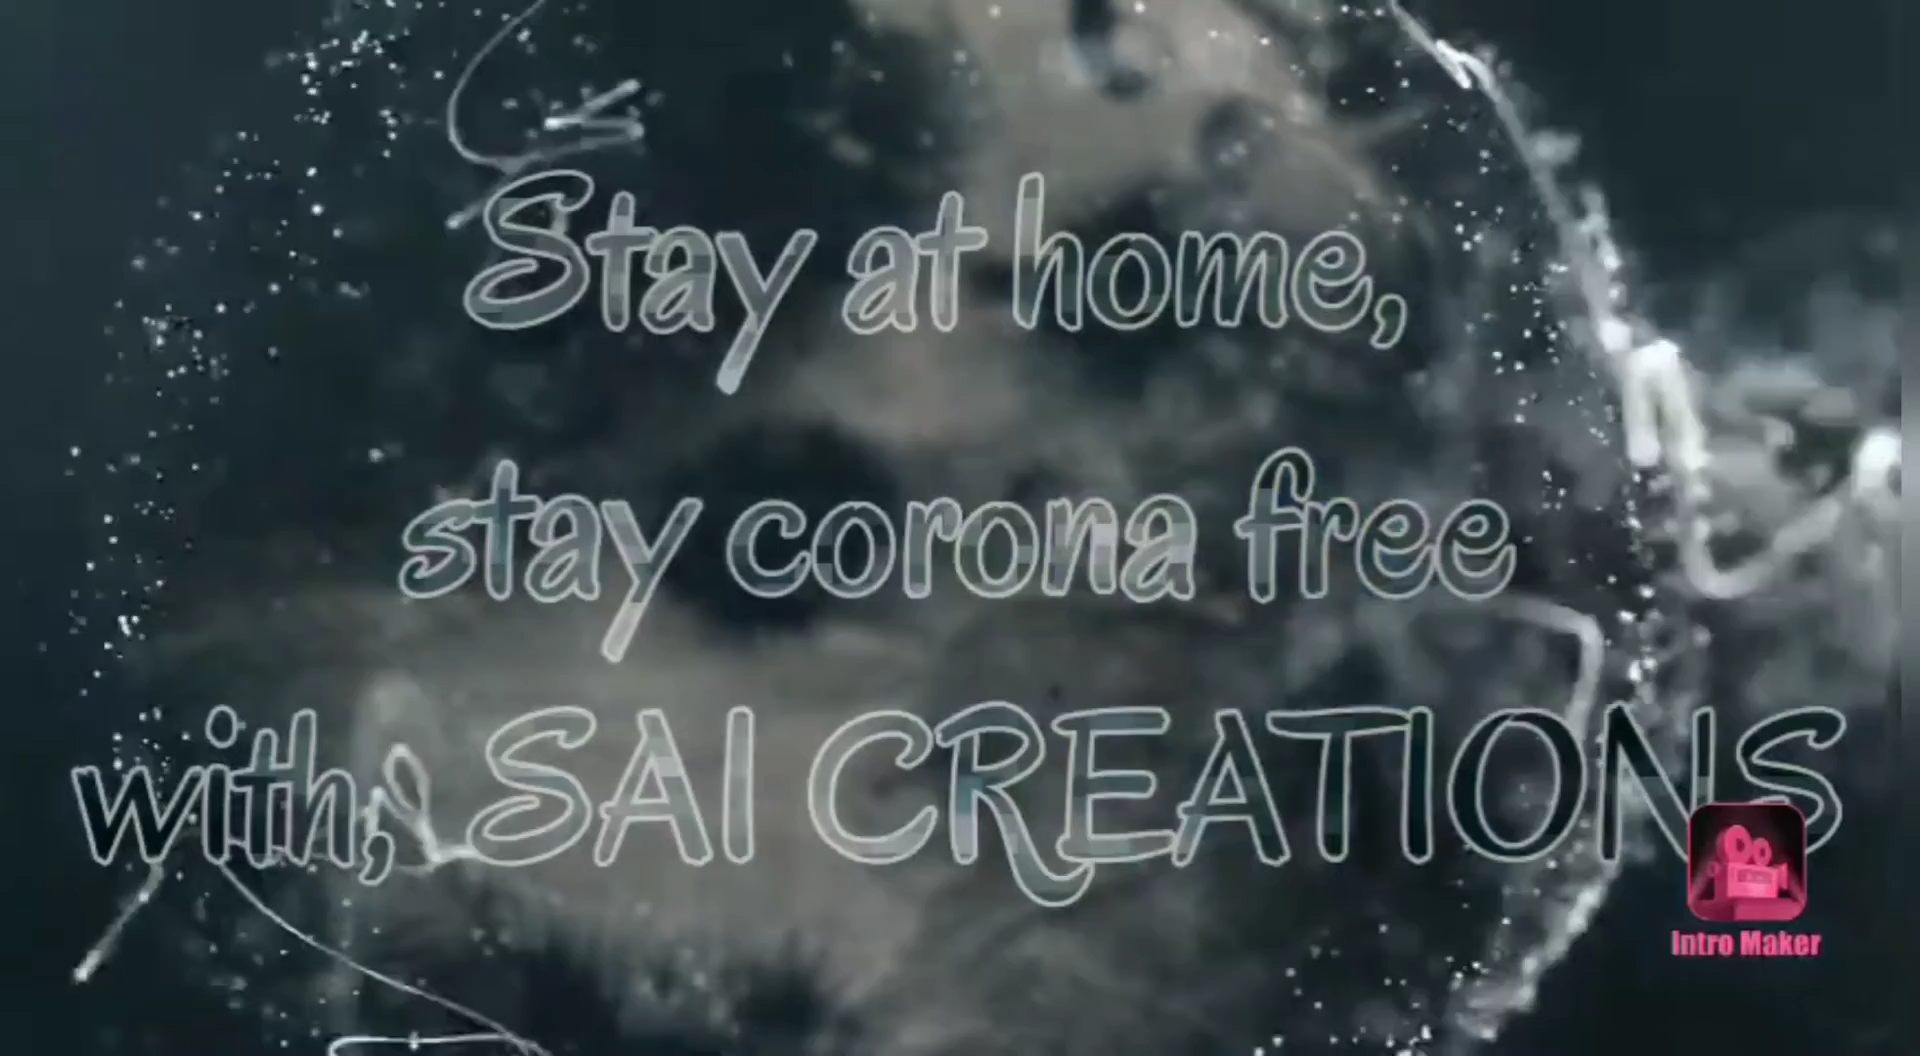 Stay at home,
stay corona free
with, SAI CREATIONS
Intro Maker